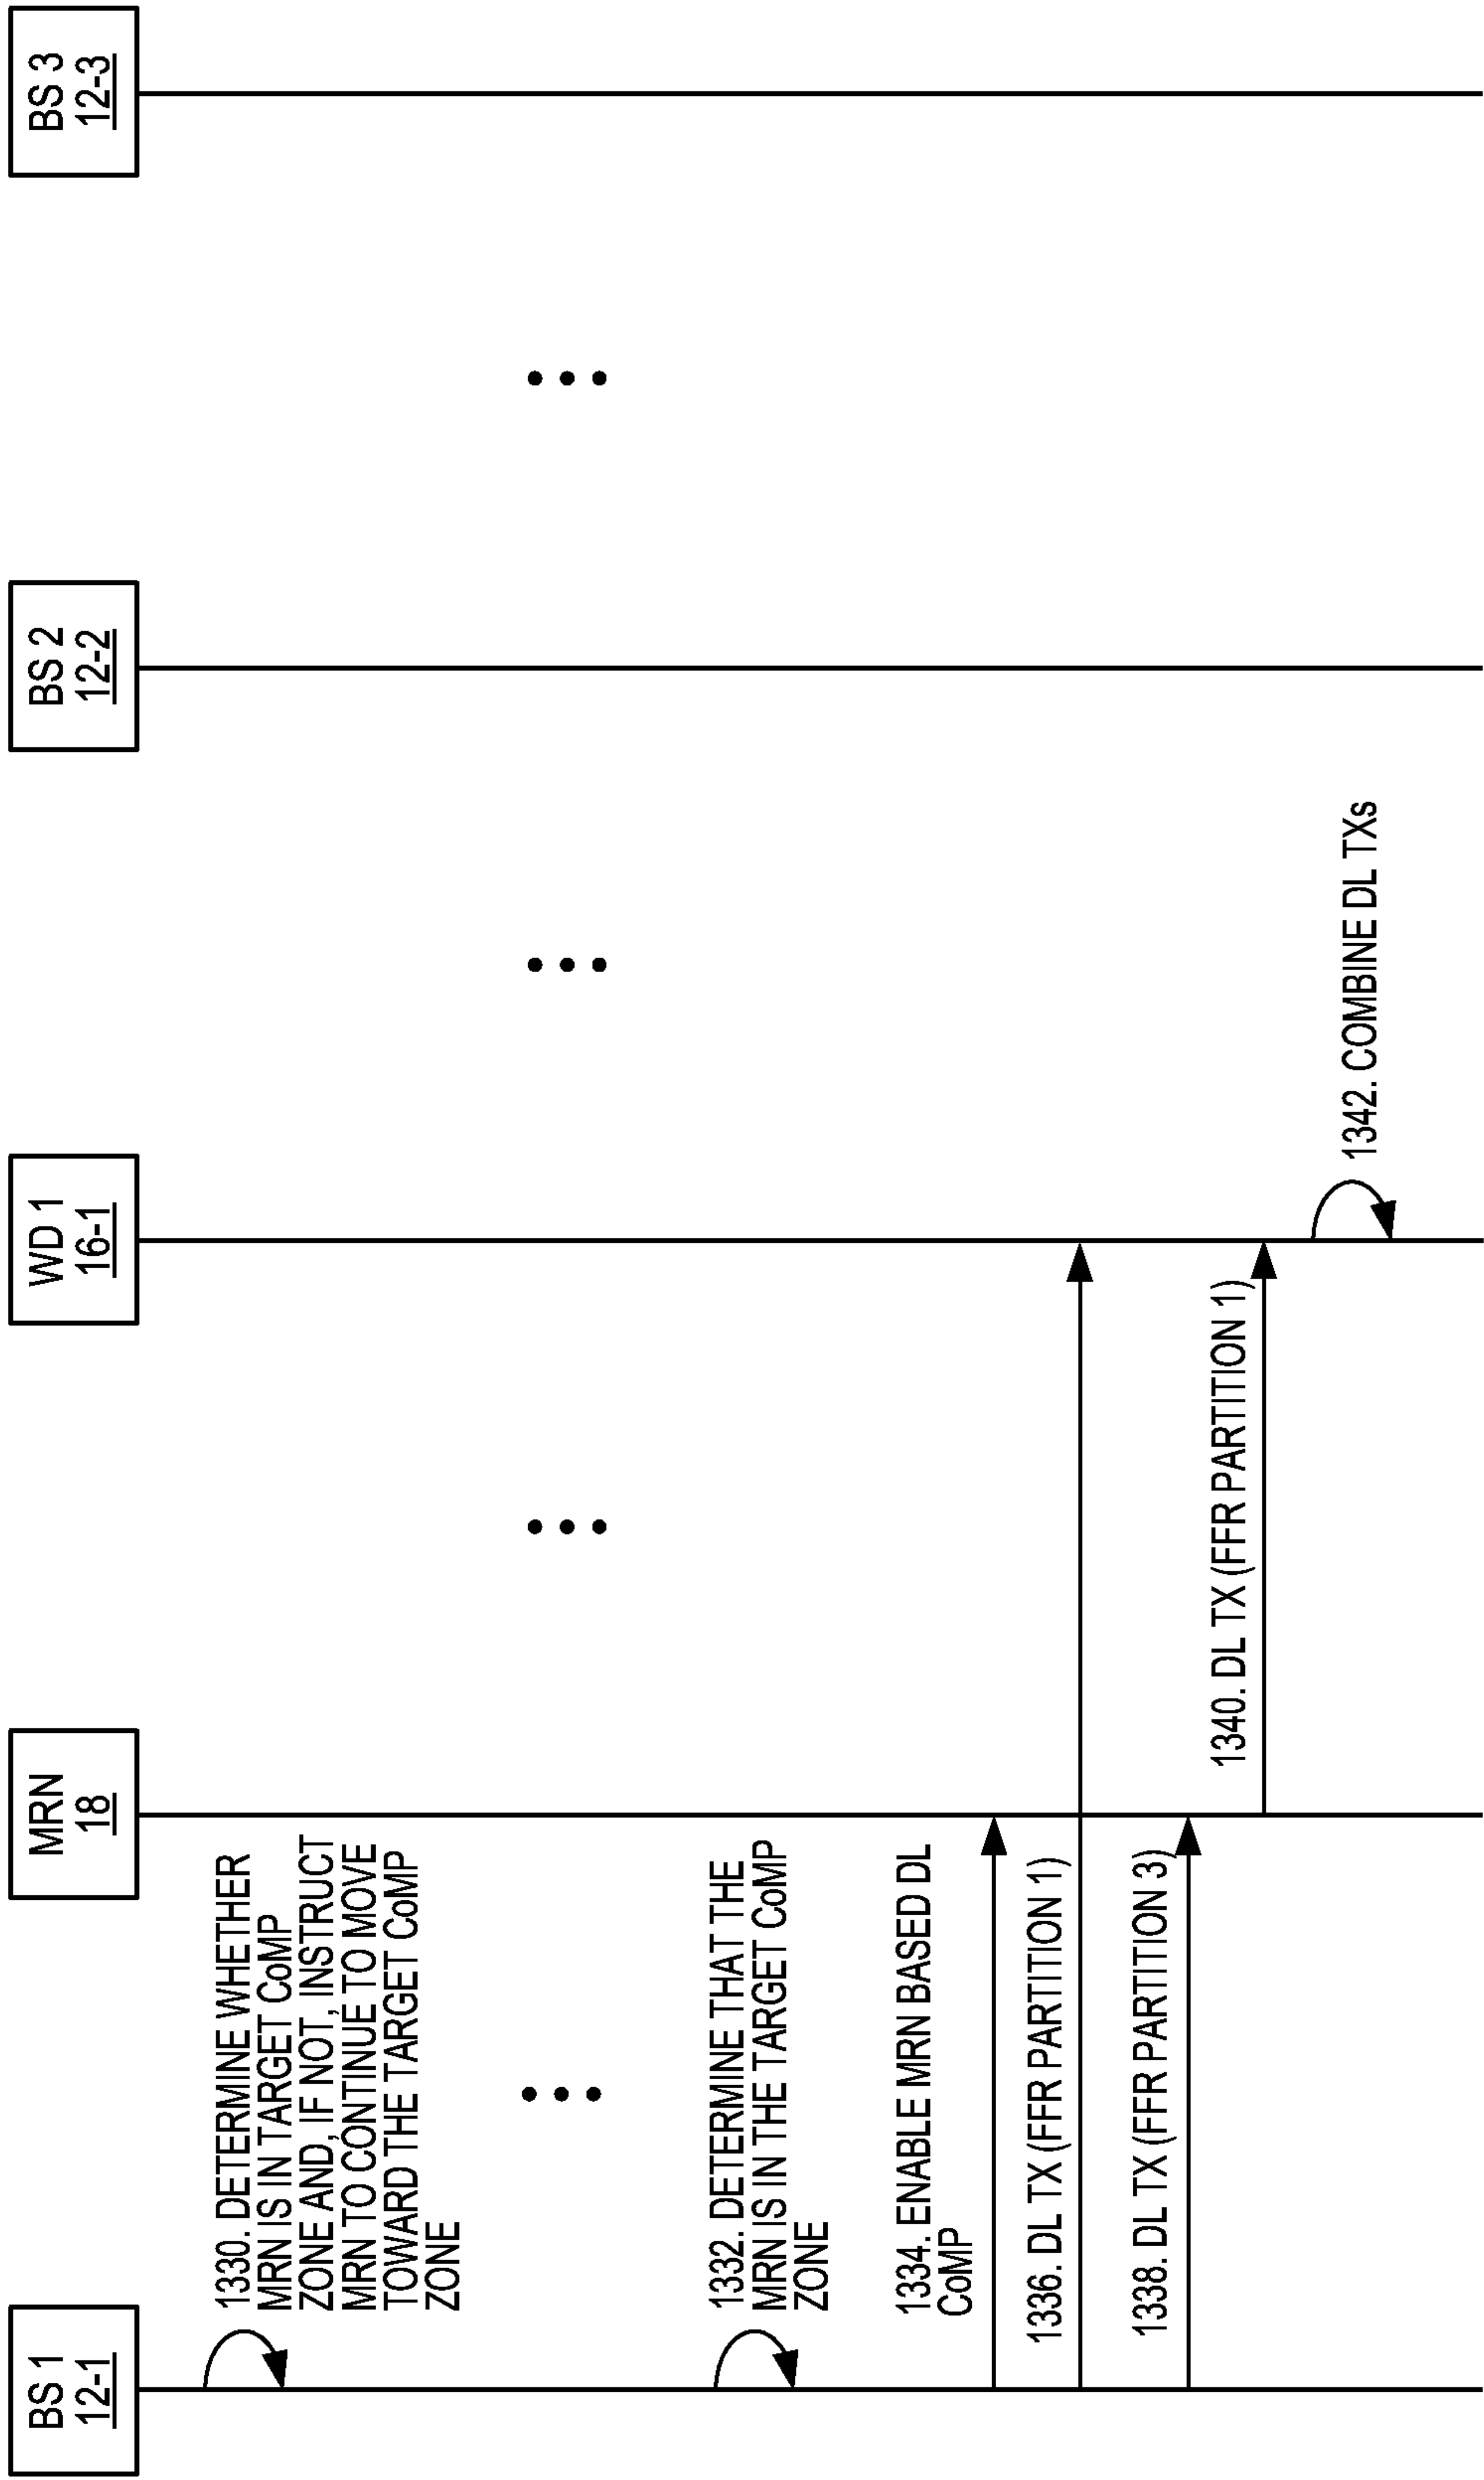 BS 1
12-1
MRN
18
WD 1
16-1
BS 2
12-2
BS 3
12-3
1330. DETERMINE WHETHER
MRN IS IN TARGET CoMP
ZONE AND, IF NOT, INSTRUCT
MRN TO CONTINUE TO MOVE
TOWARD THE TARGET CoMP
ZONE
1332. DETERMINE THAT THE
MRN IS IN THE TARGET CoMP
ZONE
1334. ENABLE MRN BASED DL
CoMP
1336. DL TX (FFR PARTITION 1)
1338. DL TX (FFR PARTITION 3)
1340. DL TX (FFR PARTITION 1)
1342. COMBINE DL TXs